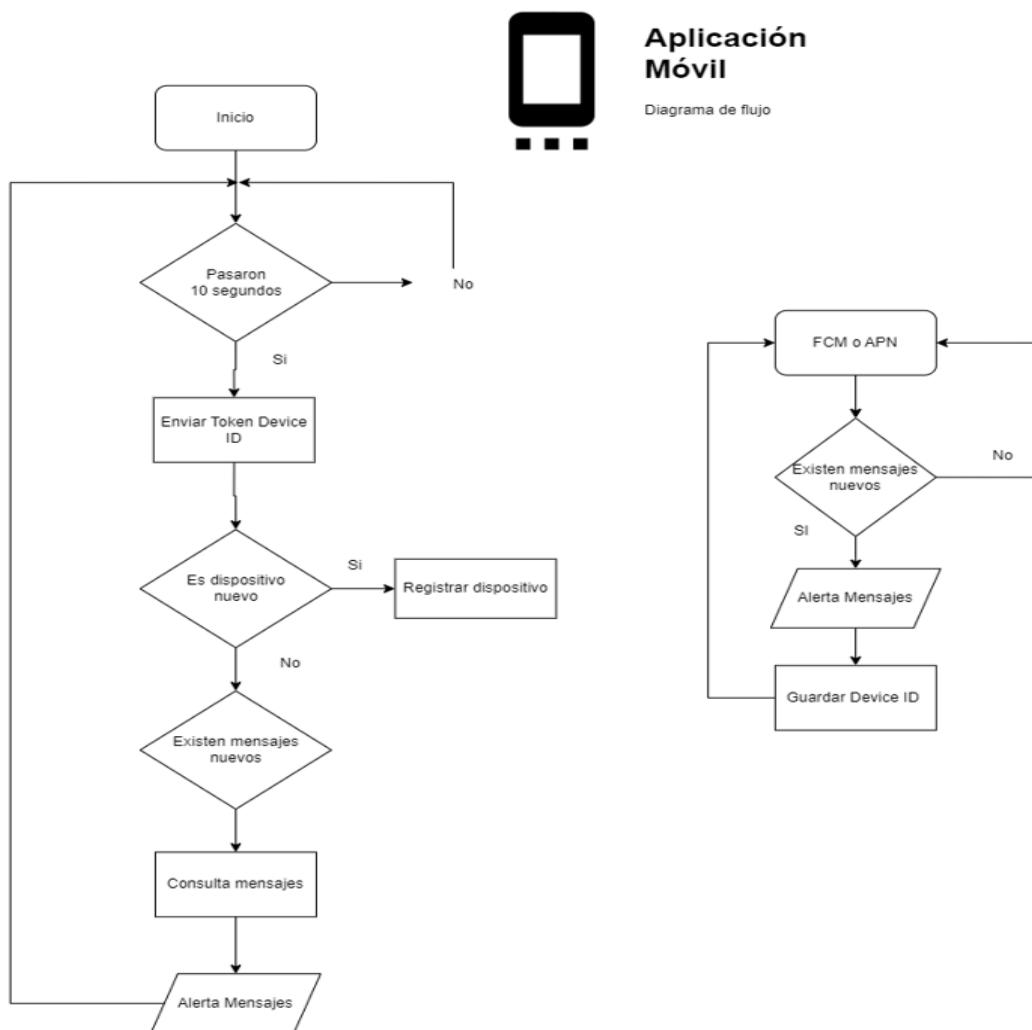 Aplicación
Móvil
Diagrama de flujo
Inicio
Pasaron
10 segundos
No
Si
Enviar Token Device
ID
Es dispositivo
nuevo
Si
Registrar dispositivo
No
Existen mensajes
nuevos
Consulta mensajes
Alerta Mensajes
FCM o APN
Existen mensajes
nuevos
No
SI
Alerta Mensajes
Guardar Device ID